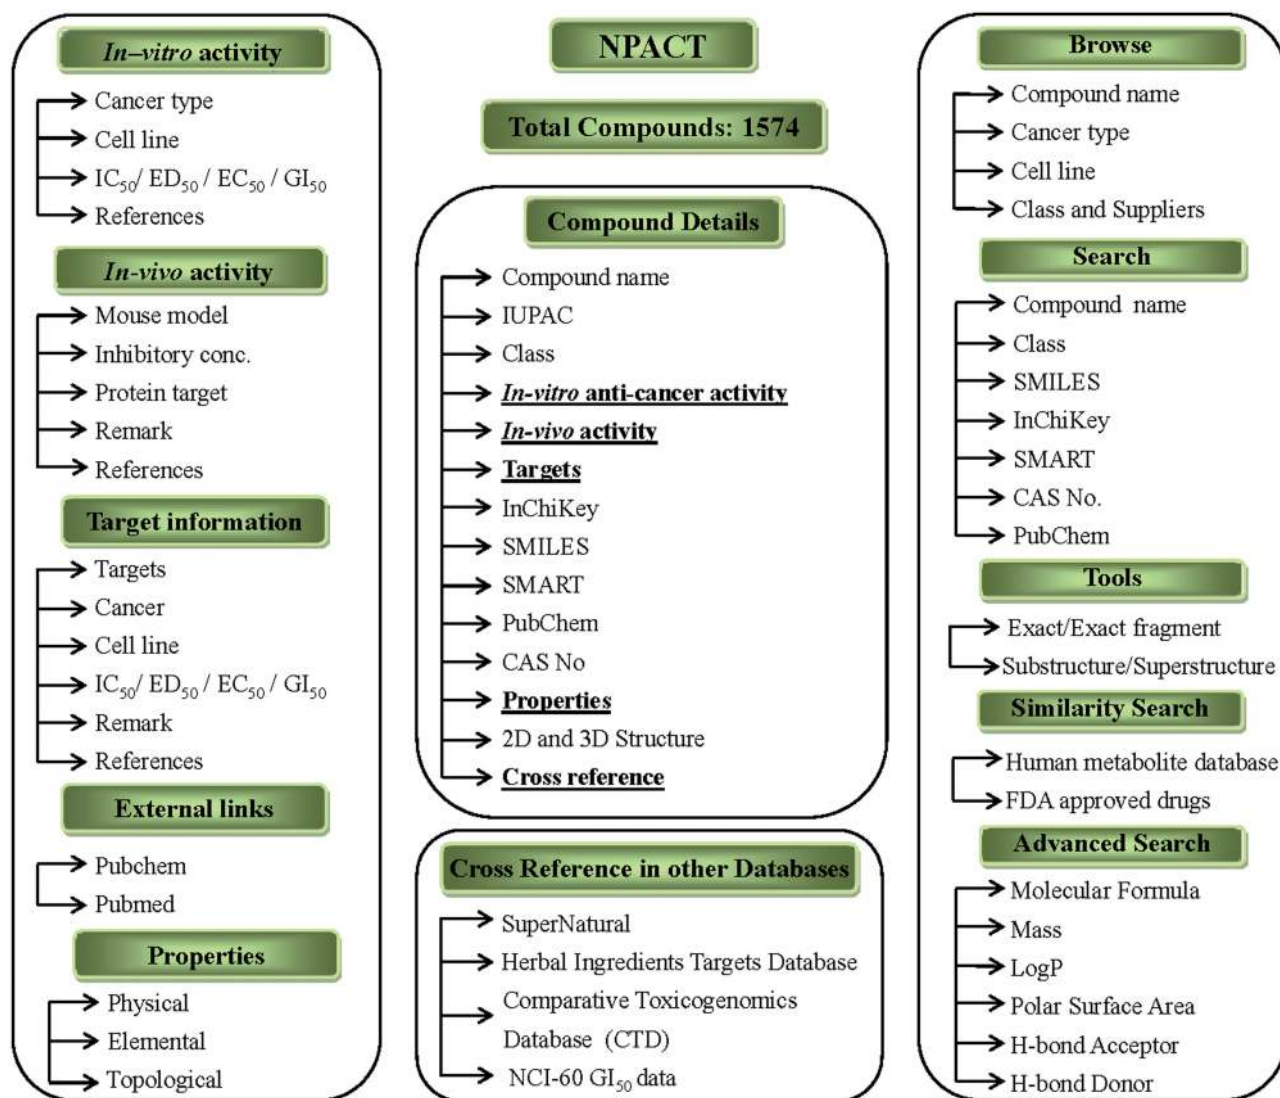 In–vitro activity
Cancer type
Cell line
IC50/ ED50 / EC50 / GI50
References
In-vivo activity
Mouse model
Inhibitory conc.
Protein target
Remark
References
Target information
Targets
Cancer
Cell line
IC50/ ED50 / EC50 / GI50
Remark
References
External links
Pubchem
Pubmed
Properties
Physical
Elemental
Topological
NPACT
Total Compounds: 1574
Compound Details
Compound name
IUPAC
Class
In-vitro anti-cancer activity
In-vivo activity
Targets
InChiKey
SMILES
SMART
PubChem
CAS No
Properties
2D and 3D Structure
Cross reference
Cross Reference in other Databases
SuperNatural
Herbal Ingredients Targets Database
Comparative Toxicogenomics
Database (CTD)
NCI-60 GI50 data
Browse
Compound name
Cancer type
Cell line
Class and Suppliers
Search
Compound name
Class
SMILES
InChiKey
SMART
CAS No.
PubChem
Tools
Exact/Exact fragment
Substructure/Superstructure
Similarity Search
Human metabolite database
FDA approved drugs
Advanced Search
Molecular Formula
Mass
LogP
Polar Surface Area
H-bond Acceptor
H-bond Donor